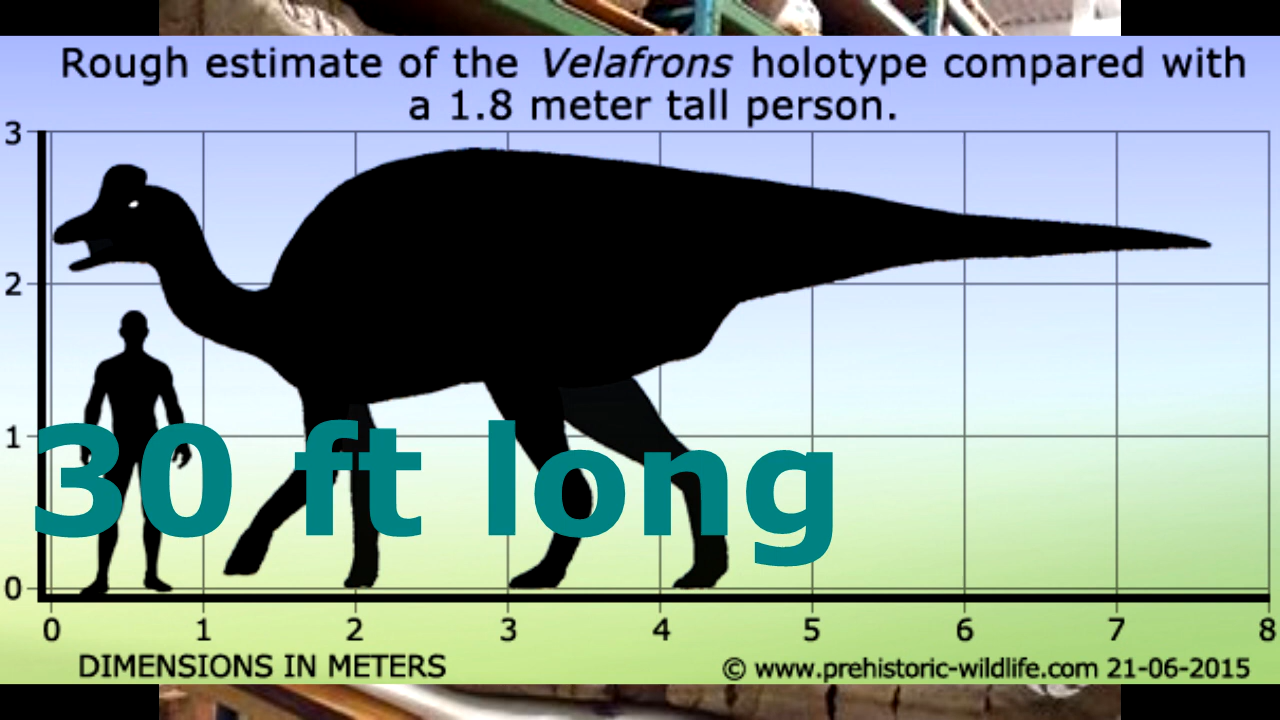 Rough estimate of the Velafrons holotype compared with
a 1.8 meter tall person.
3
2
1
30 ft long
0
0 1 2 3 4 5 6 7 8
DIMENSIONS IN METERS
© www.prehistoric-wildlife.com 21-06-2015